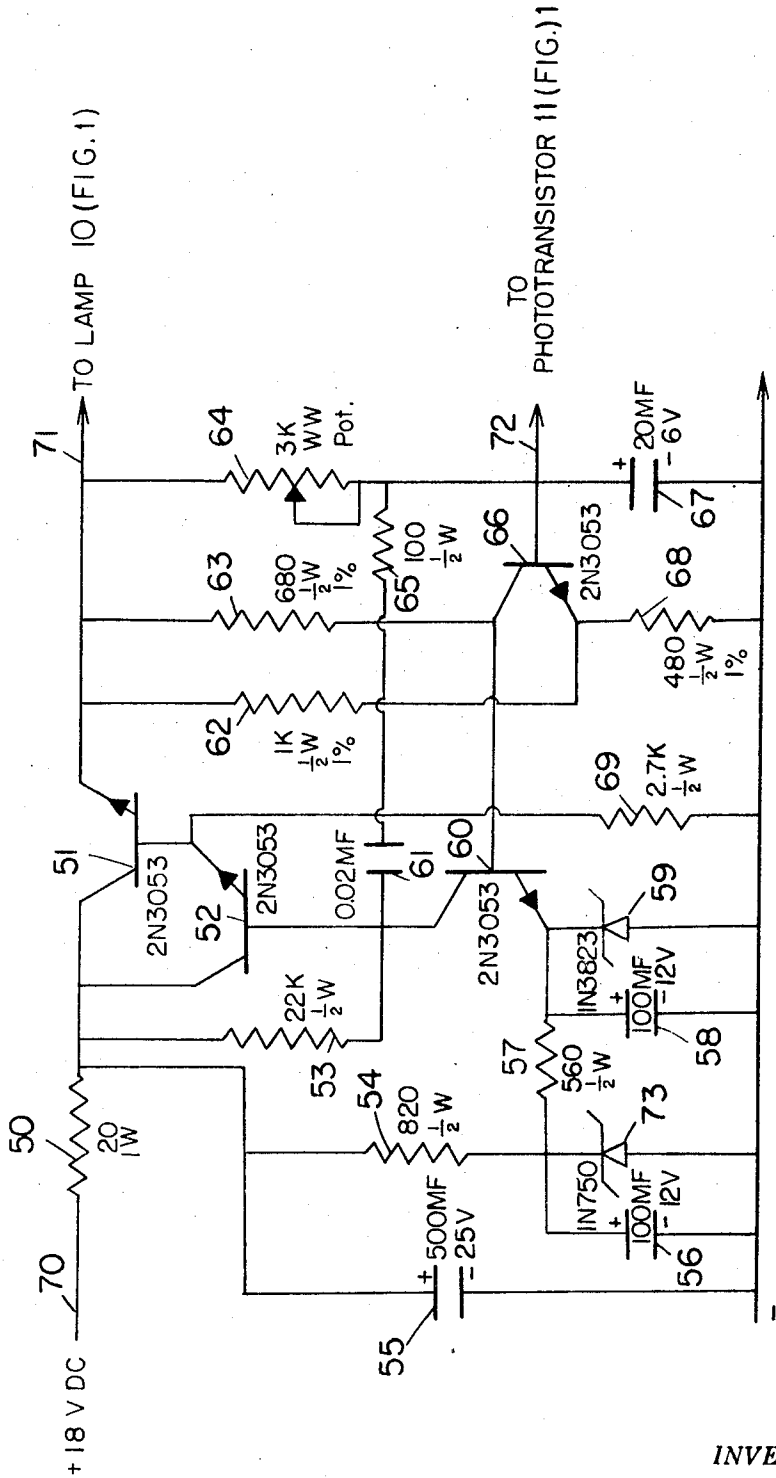 +18 V DC
70
50
20
1W
51
2N3053
71
TO LAMP 10 (FIG. 1)
52
2N3053
22K
½W
53
62
1K
½W
1%
63
680
½W
1%
64
3K
WW
Pot.
65
100
½W
0.02MF
61
54
820
½W
55
+
500MF
-25V
57
560
½W
60
2N3053
66
2N3053
72
TO
PHOTOTRANSISTOR 11 (FIG.)1
1N750
73
56
+
100MF
-12V
58
+
100MF
-12V
1N3823
59
69
2.7K
½W
68
480
½W
1%
67
+
20MF
-6V
-
INVE